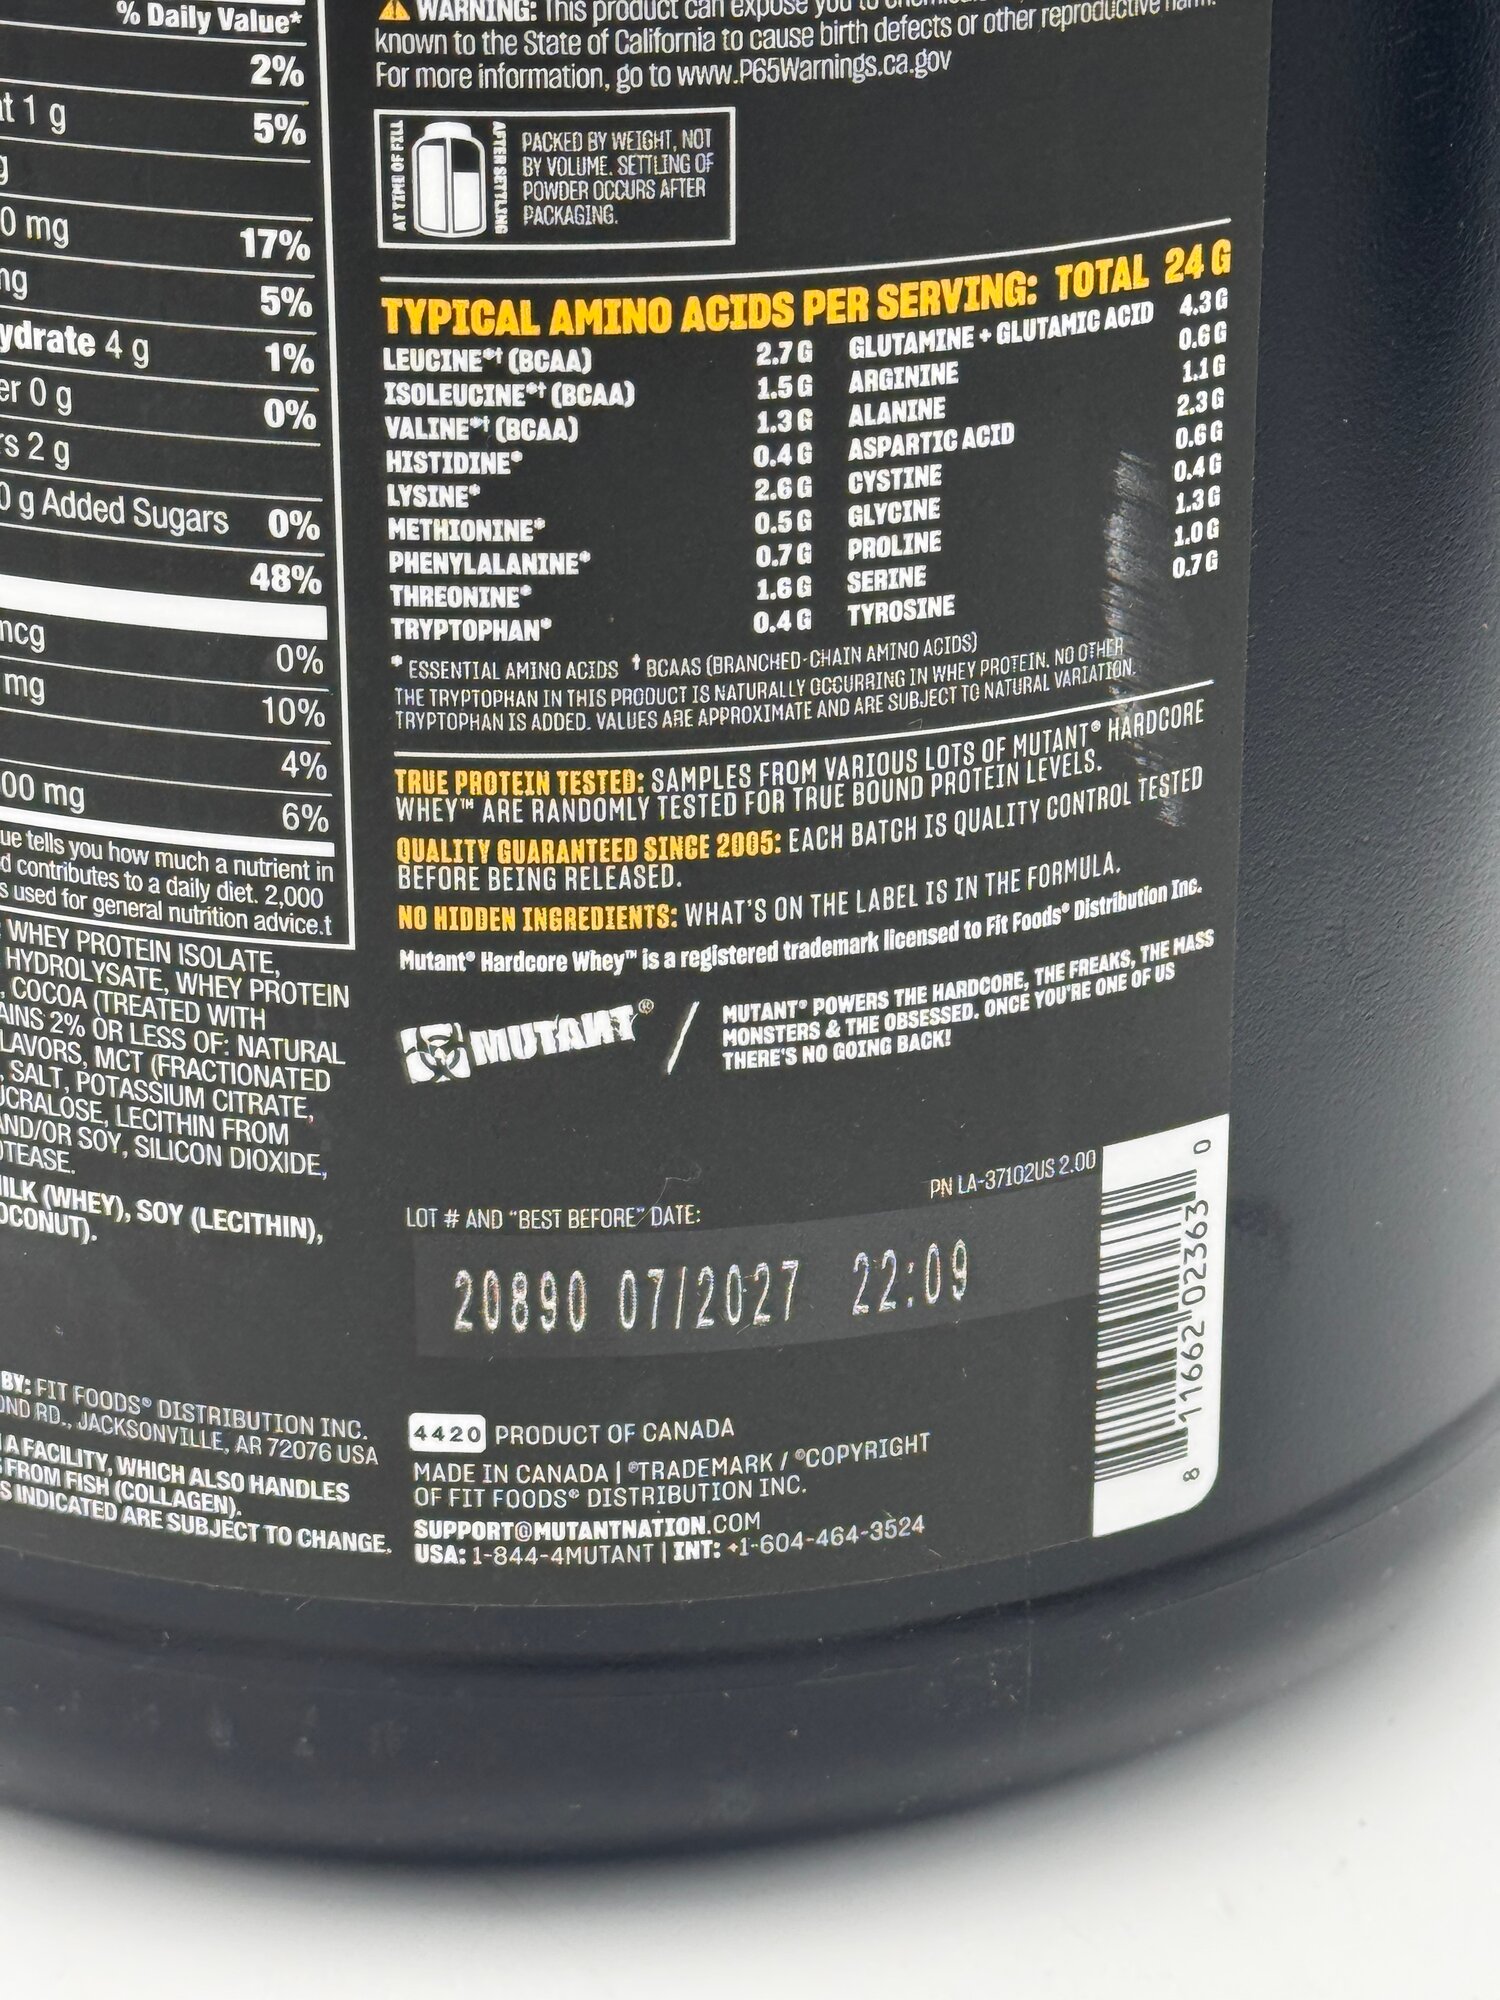 % Daily Value*
2%
t 1 g 5%
g
0 mg 17%
mg 5%
ydrate 4 g 1%
er 0 g 0%
s 2 g
0 g Added Sugars 0%
48%
mcg 0%
mg 10%
4%
00 mg 6%
ue tells you how much a nutrient in
d contributes to a daily diet. 2,000
s used for general nutrition advice.t
WHEY PROTEIN ISOLATE,
HYDROLYSATE, WHEY PROTEIN
, COCOA (TREATED WITH
AINS 2% OR LESS OF: NATURAL
LAVORS, MCT (FRACTIONATED
, SALT, POTASSIUM CITRATE,
UCRALOSE, LECITHIN FROM
AND/OR SOY, SILICON DIOXIDE,
OTEASE.
MILK (WHEY), SOY (LECITHIN),
OCONUT).
BY: FIT FOODS® DISTRIBUTION INC.
OND RD., JACKSONVILLE, AR 72076 USA
A FACILITY, WHICH ALSO HANDLES
FROM FISH (COLLAGEN).
S INDICATED ARE SUBJECT TO CHANGE.
WARNING: This product can expose you to
known to the State of California to cause birth defects or other reproductive harm.
For more information, go to www.P65Warnings.ca.gov
AT TIME OF FILL
AFTER SETTLING
PACKED BY WEIGHT, NOT
BY VOLUME. SETTLING OF
POWDER OCCURS AFTER
PACKAGING.
TYPICAL AMINO ACIDS PER SERVING: TOTAL 24 G
LEUCINE*† (BCAA) 2.7 G
ISOLEUCINE*† (BCAA) 1.5 G
VALINE*† (BCAA) 1.3 G
HISTIDINE* 0.4 G
LYSINE* 2.6 G
METHIONINE* 0.5 G
PHENYLALANINE* 0.7 G
THREONINE* 1.6 G
TRYPTOPHAN* 0.4 G
GLUTAMINE + GLUTAMIC ACID 4.3 G
ARGININE 0.6 G
ALANINE 1.1 G
ASPARTIC ACID 2.3 G
CYSTINE 0.6 G
GLYCINE 0.4 G
PROLINE 1.3 G
SERINE 1.0 G
TYROSINE 0.7 G
* ESSENTIAL AMINO ACIDS † BCAAS (BRANCHED-CHAIN AMINO ACIDS)
THE TRYPTOPHAN IN THIS PRODUCT IS NATURALLY OCCURRING IN WHEY PROTEIN. NO OTHER
TRYPTOPHAN IS ADDED. VALUES ARE APPROXIMATE AND ARE SUBJECT TO NATURAL VARIATION.
TRUE PROTEIN TESTED: SAMPLES FROM VARIOUS LOTS OF MUTANT® HARDCORE
WHEY™ ARE RANDOMLY TESTED FOR TRUE BOUND PROTEIN LEVELS.
QUALITY GUARANTEED SINCE 2005: EACH BATCH IS QUALITY CONTROL TESTED
BEFORE BEING RELEASED.
NO HIDDEN INGREDIENTS: WHAT'S ON THE LABEL IS IN THE FORMULA.
Mutant® Hardcore Whey™ is a registered trademark licensed to Fit Foods® Distribution Inc.
MUTANT®
MUTANT® POWERS THE HARDCORE, THE FREAKS, THE MASS
MONSTERS & THE OBSESSED. ONCE YOU'RE ONE OF US
THERE'S NO GOING BACK!
PN LA-37102US 2.00
LOT # AND "BEST BEFORE" DATE:
20890 07/2027 22:09
8 11662 02363 0
4420 PRODUCT OF CANADA
MADE IN CANADA | ®TRADEMARK / ©COPYRIGHT
OF FIT FOODS® DISTRIBUTION INC.
SUPPORT@MUTANTNATION.COM
USA: 1-844-4MUTANT | INT: +1-604-464-3524